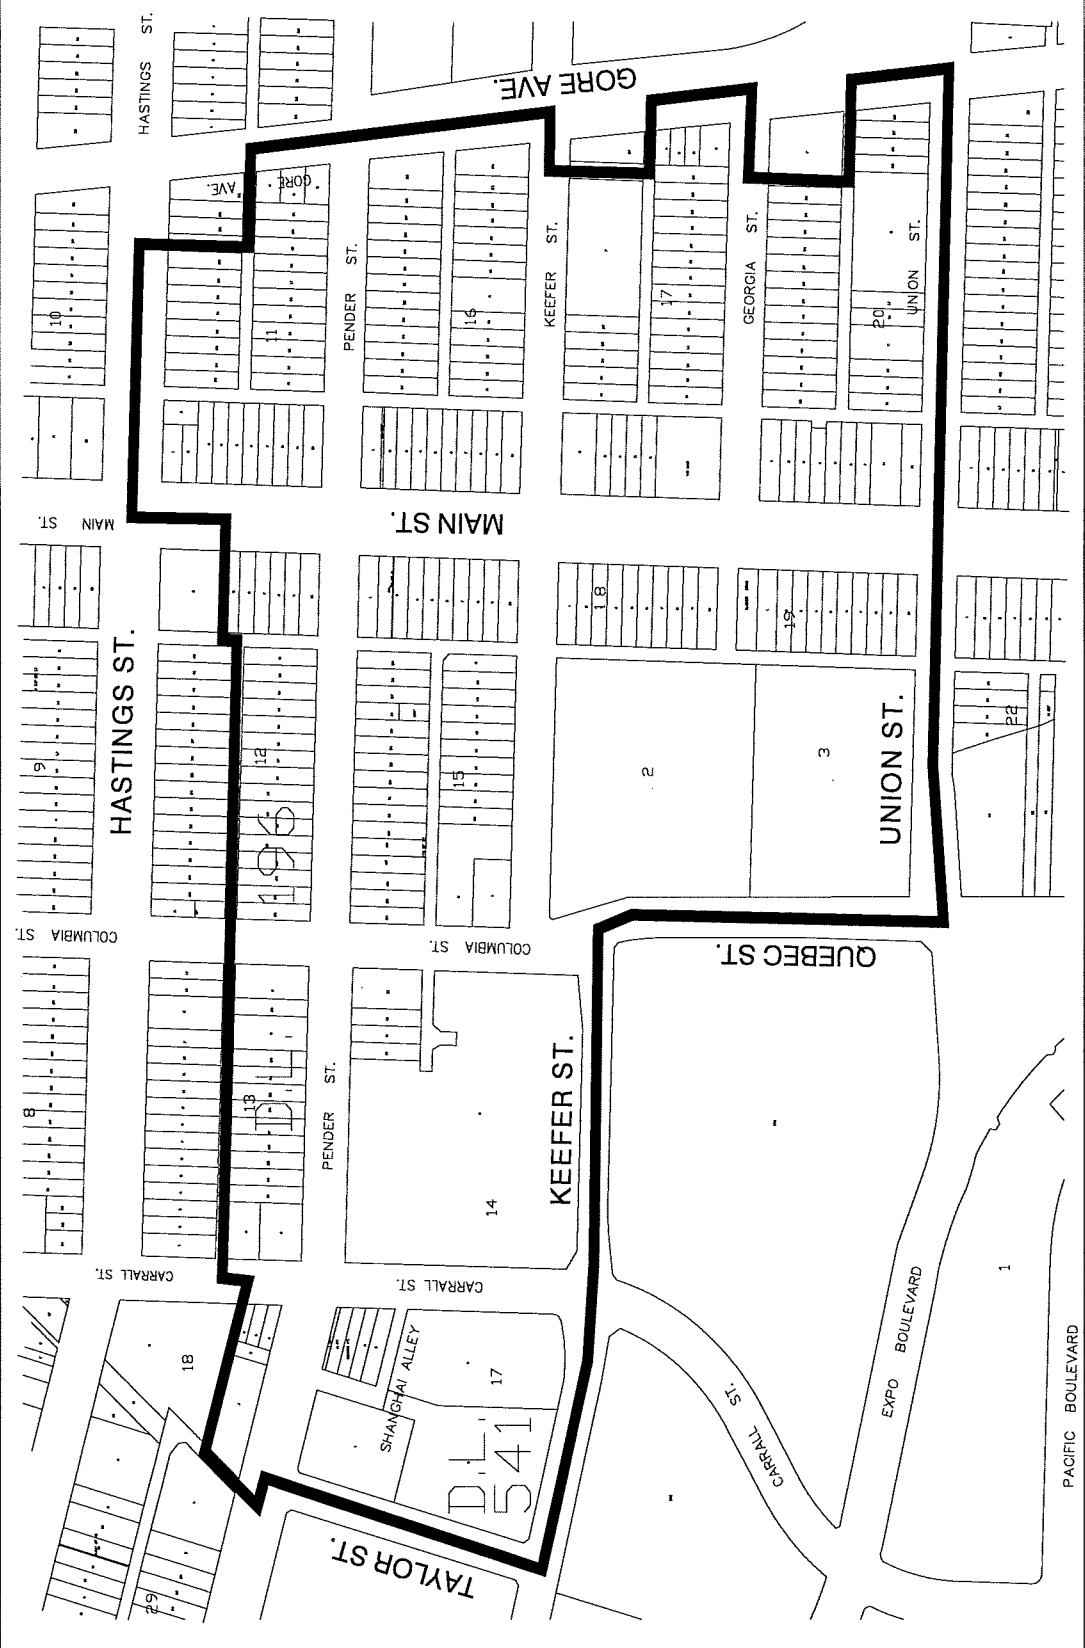 HASTINGS ST.
GORE AVE.
GORE AVE.
10
11
PENDER ST.
16
KEEFER ST.
17
GEORGIA ST.
20
UNION ST.
MAIN ST.
MAIN ST.
HASTINGS ST.
18
19
9
12
196
15
2
3
UNION ST.
22
COLUMBIA ST.
COLUMBIA ST.
QUEBEC ST.
8
13
D.L.
PENDER ST.
14
KEEFER ST.
CARRALL ST.
CARRALL ST.
18
SHANGHAI ALLEY
17
D.L.
541
CARRALL ST.
EXPO BOULEVARD
1
PACIFIC BOULEVARD
TAYLOR ST.
29